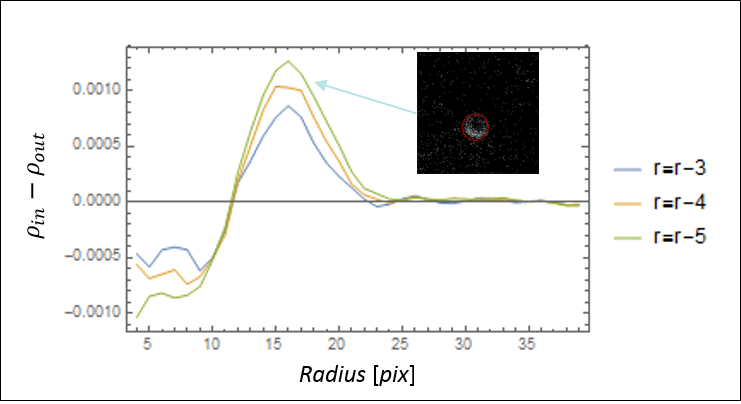 0.0010
0.0005
0.0000
−0.0005
−0.0010
ρin − ρout
5 10 15 20 25 30 35
Radius [pix]
r=r−3
r=r−4
r=r−5